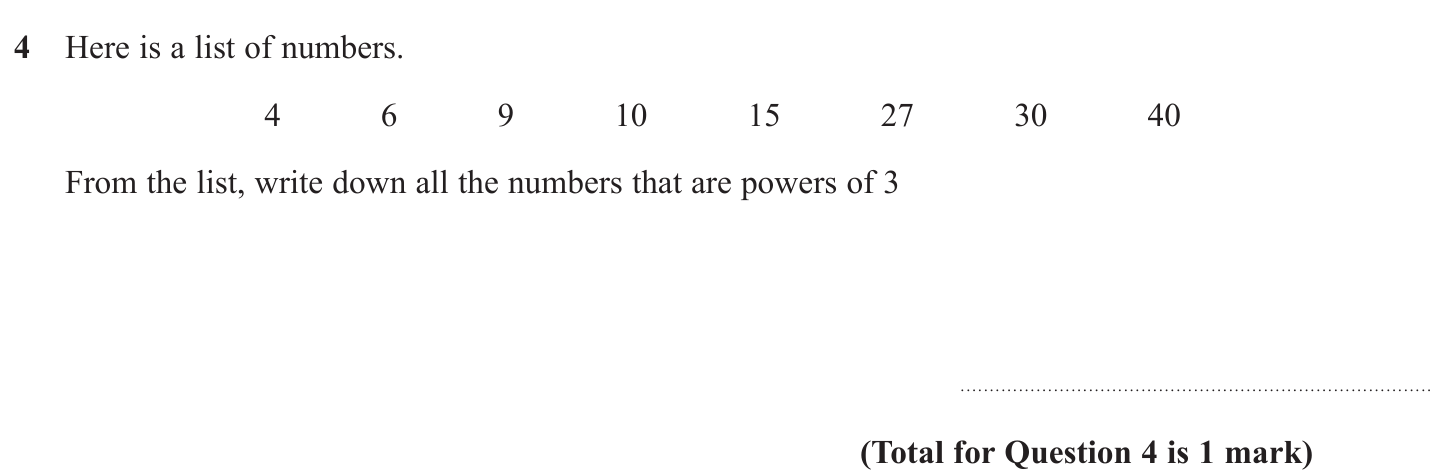 4 Here is a list of numbers.
4 6 9 10 15 27 30 40
From the list, write down all the numbers that are powers of 3
(Total for Question 4 is 1 mark)